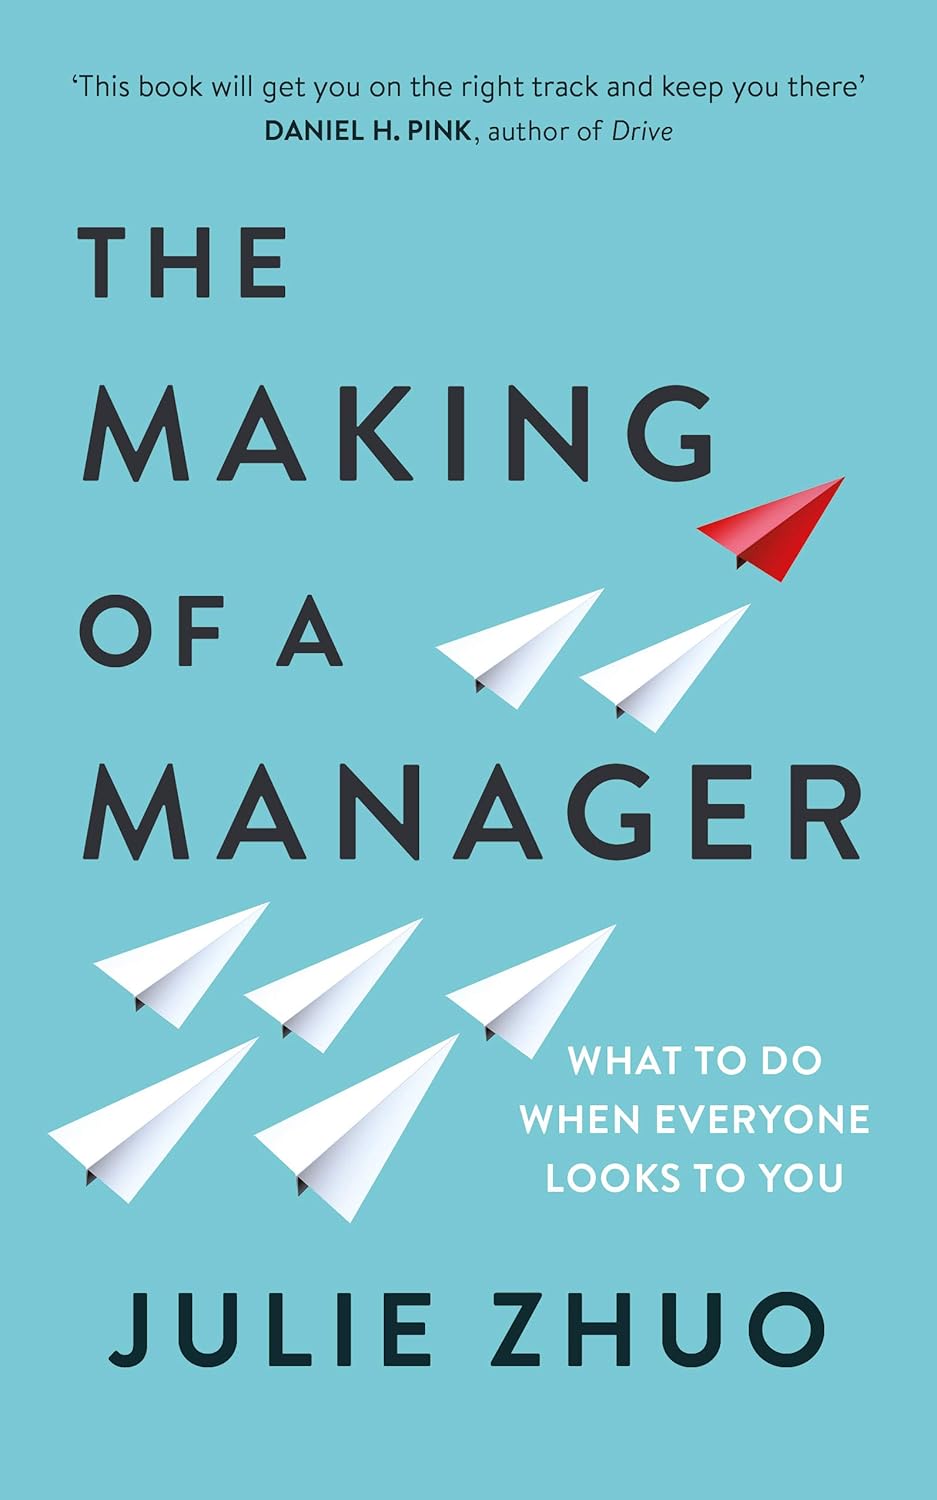 ‘This book will get you on the right track and keep you there’
DANIEL H. PINK, author of Drive
THE
MAKING
OF A
MANAGER
WHAT TO DO
WHEN EVERYONE
LOOKS TO YOU
JULIE ZHUO